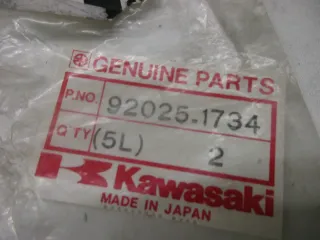 GENUINE PARTS
P.NO. 92025-1734
Q'TY (5L) 2
Kawasaki
MADE IN JAPAN